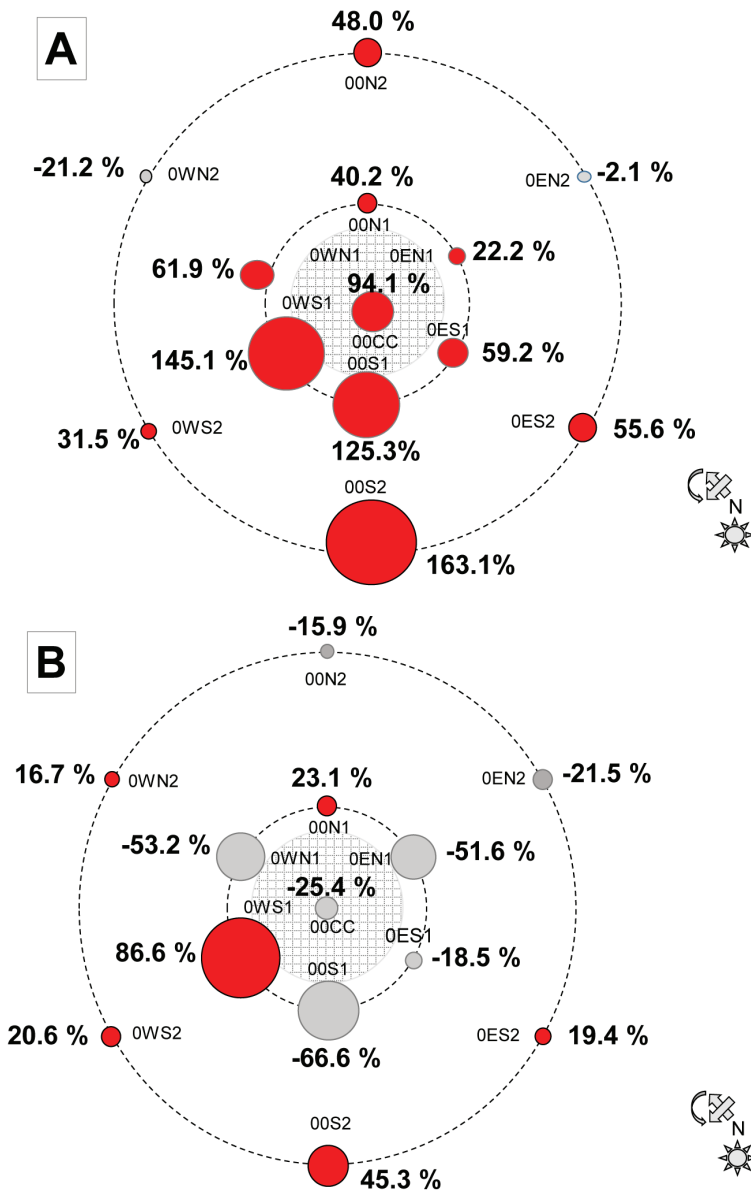 A
48.0 %
00N2
-21.2 %
0WN2
0EN2
-2.1 %
40.2 %
00N1
0WN1
0EN1
22.2 %
61.9 %
94.1 %
0WS1
00CC
0ES1
145.1 %
00S1
59.2 %
31.5 %
0WS2
125.3%
0ES2
55.6 %
00S2
163.1%
N
B
-15.9 %
00N2
16.7 %
0WN2
0EN2
-21.5 %
23.1 %
00N1
-53.2 %
0WN1
0EN1
-51.6 %
-25.4 %
0WS1
00CC
0ES1
86.6 %
00S1
-18.5 %
20.6 %
0WS2
-66.6 %
0ES2
19.4 %
00S2
45.3 %
N